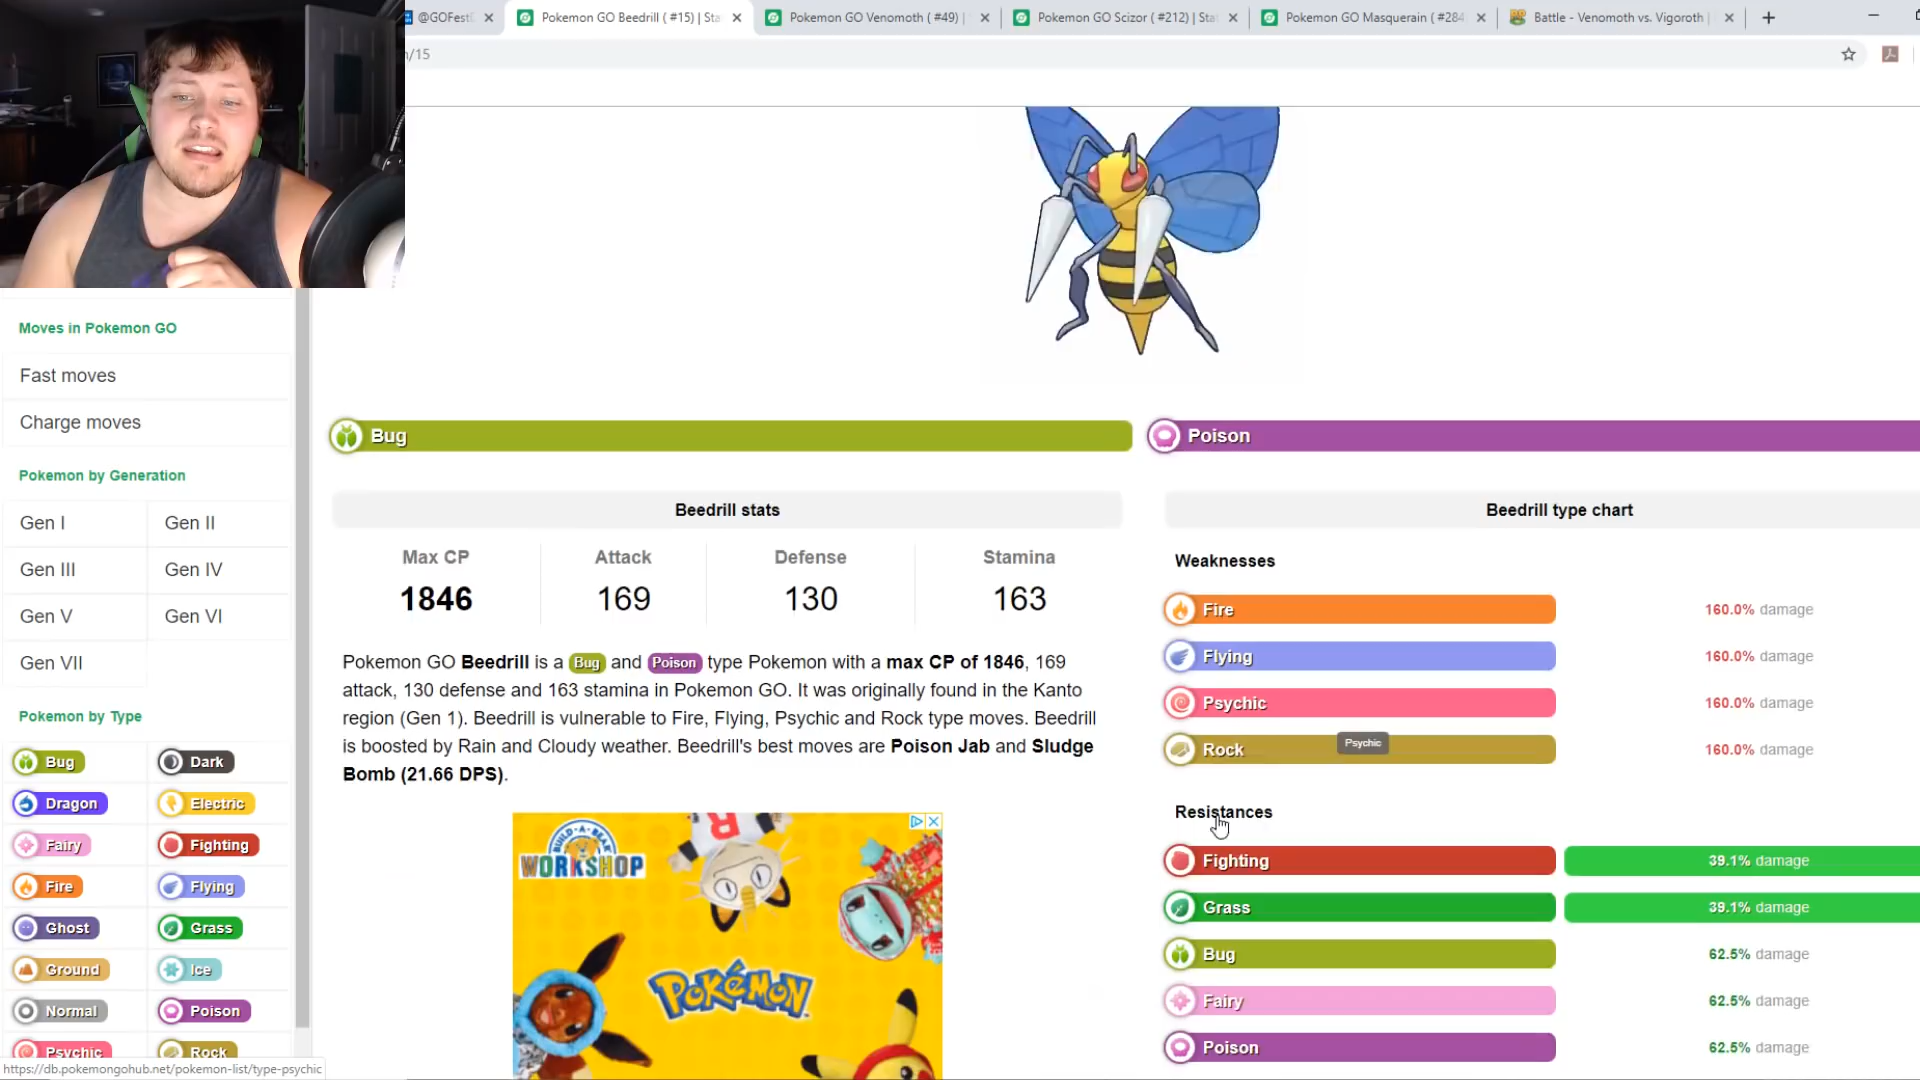 @GOFest
Pokemon GO Beedrill ( #15) | Sta
Pokemon GO Venomoth ( #49) |
Pokemon GO Scizor ( #212) | Sta
Pokemon GO Masquerain ( #284
Battle - Venomoth vs. Vigoroth |
/15
Moves in Pokemon GO
Fast moves
Charge moves
Pokemon by Generation
Gen I
Gen II
Gen III
Gen IV
Gen V
Gen VI
Gen VII
Pokemon by Type
Bug
Dark
Dragon
Electric
Fairy
Fighting
Fire
Flying
Ghost
Grass
Ground
Ice
Normal
Poison
Psychic
Rock
https://db.pokemongohub.net/pokemon-list/type-psychic
Bug
Poison
Beedrill stats
Max CP
Attack
Defense
Stamina
1846
169
130
163
Pokemon GO Beedrill is a Bug and Poison type Pokemon with a max CP of 1846, 169
attack, 130 defense and 163 stamina in Pokemon GO. It was originally found in the Kanto
region (Gen 1). Beedrill is vulnerable to Fire, Flying, Psychic and Rock type moves. Beedrill
is boosted by Rain and Cloudy weather. Beedrill's best moves are Poison Jab and Sludge
Bomb (21.66 DPS).
BUILD-A-BEAR
WORKSHOP
POKéMON
Beedrill type chart
Weaknesses
Fire
160.0% damage
Flying
160.0% damage
Psychic
160.0% damage
Rock
Psychic
160.0% damage
Resistances
Fighting
39.1% damage
Grass
39.1% damage
Bug
62.5% damage
Fairy
62.5% damage
Poison
62.5% damage